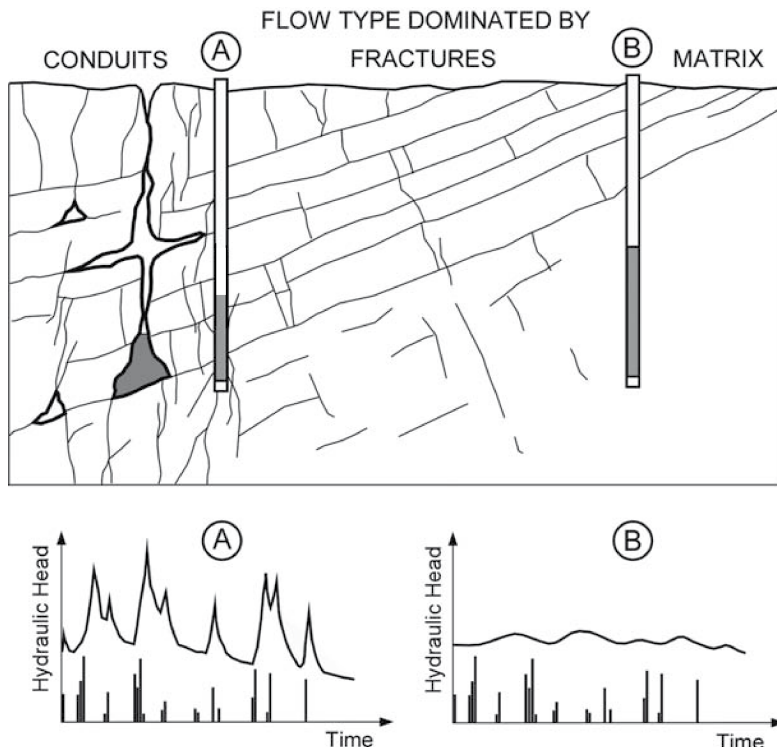 FLOW TYPE DOMINATED BY
CONDUITS A FRACTURES B MATRIX
A
Hydraulic Head
Time
B
Hydraulic Head
Time